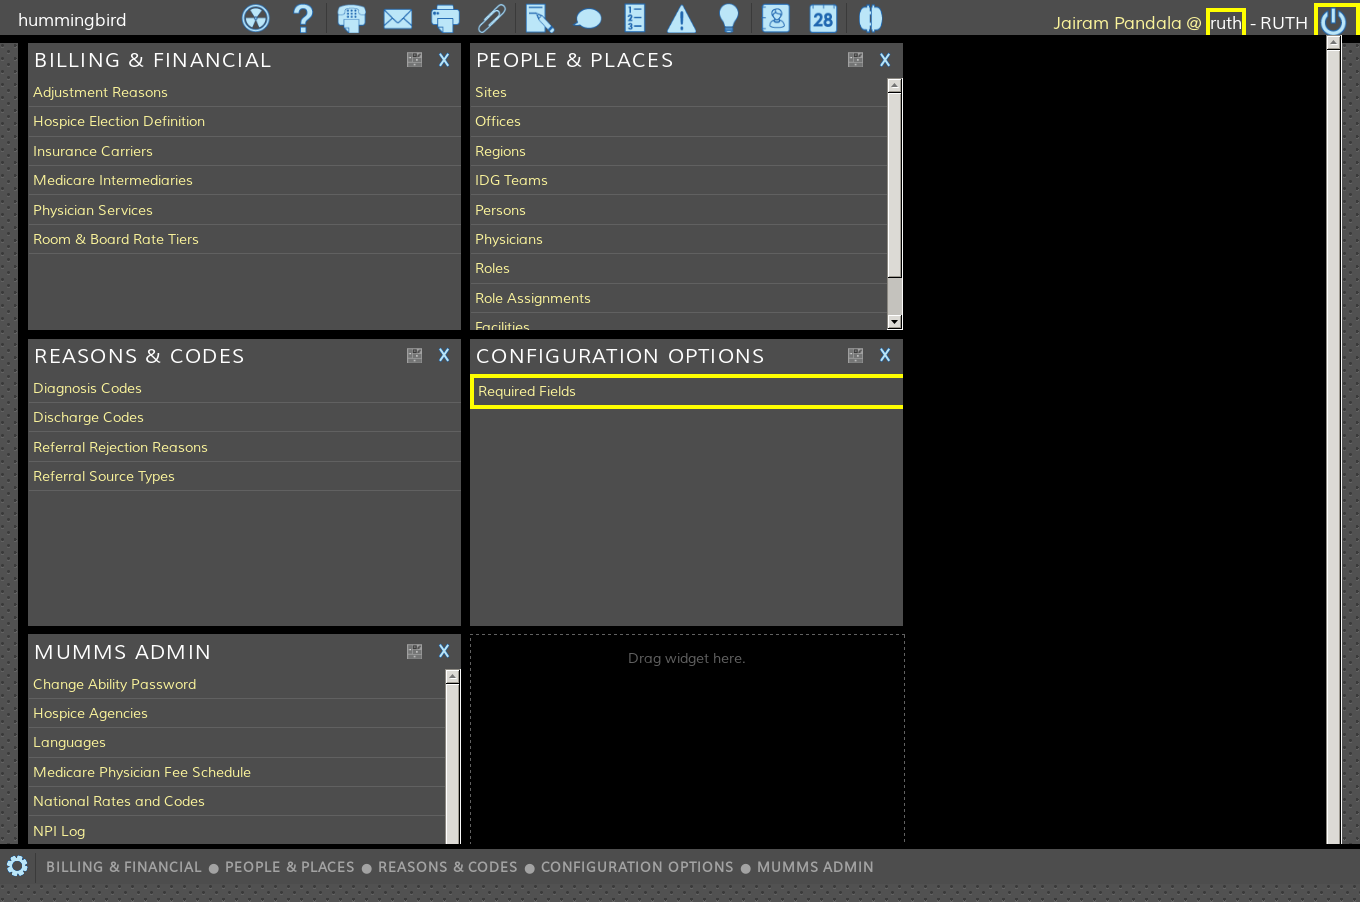 hummingbird
?
28
Jairam Pandala @ ruth - RUTH
BILLING & FINANCIAL
X
Adjustment Reasons
Hospice Election Definition
Insurance Carriers
Medicare Intermediaries
Physician Services
Room & Board Rate Tiers
PEOPLE & PLACES
X
Sites
Offices
Regions
IDG Teams
Persons
Physicians
Roles
Role Assignments
Facilities
REASONS & CODES
X
Diagnosis Codes
Discharge Codes
Referral Rejection Reasons
Referral Source Types
CONFIGURATION OPTIONS
X
Required Fields
MUMMS ADMIN
X
Change Ability Password
Hospice Agencies
Languages
Medicare Physician Fee Schedule
National Rates and Codes
NPI Log
Drag widget here.
BILLING & FINANCIAL ● PEOPLE & PLACES ● REASONS & CODES ● CONFIGURATION OPTIONS ● MUMMS ADMIN